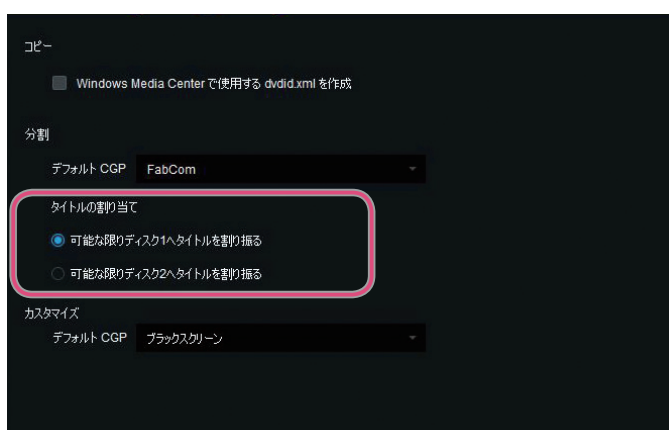 コピー
Windows Media Center で使用する dvdid.xml を作成
分割
デフォルト CGP FabCom
タイトルの割り当て
可能な限りディスク1へタイトルを割り振る
可能な限りディスク2へタイトルを割り振る
カスタマイズ
デフォルト CGP ブラックスクリーン